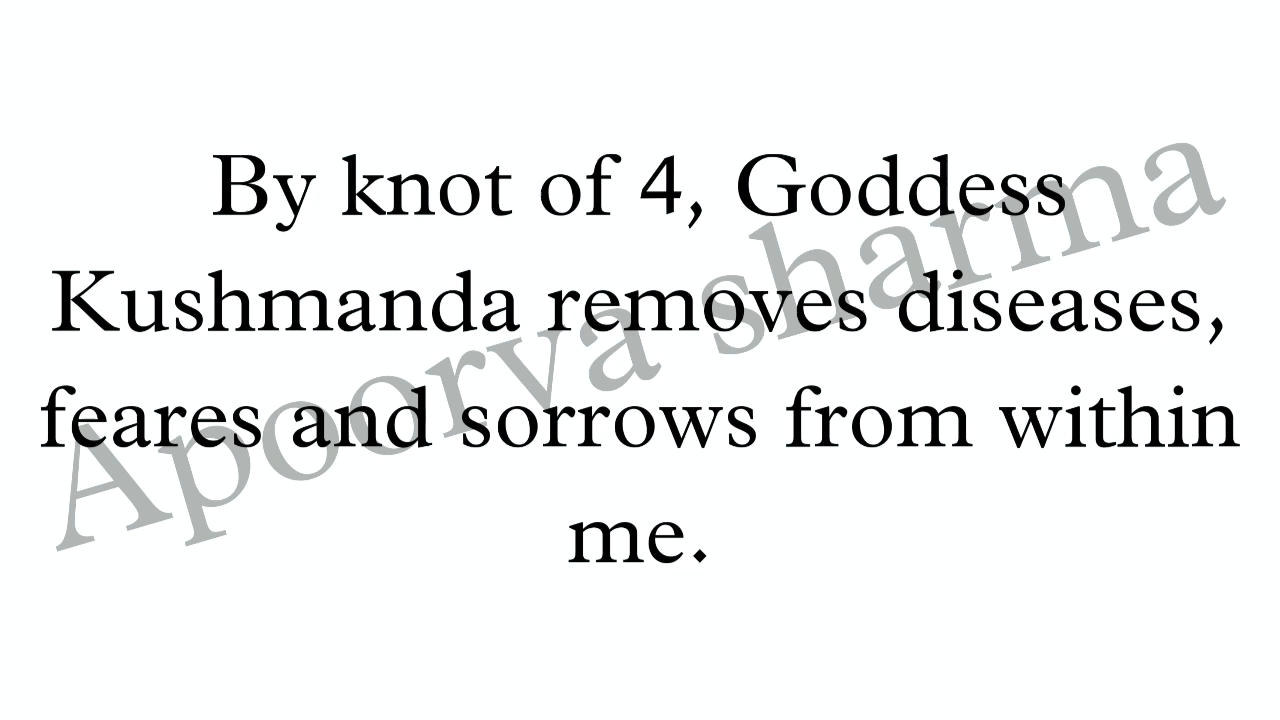 By knot of 4, Goddess
Kushmanda removes diseases,
feares and sorrows from within
me.
Apoorva sharma